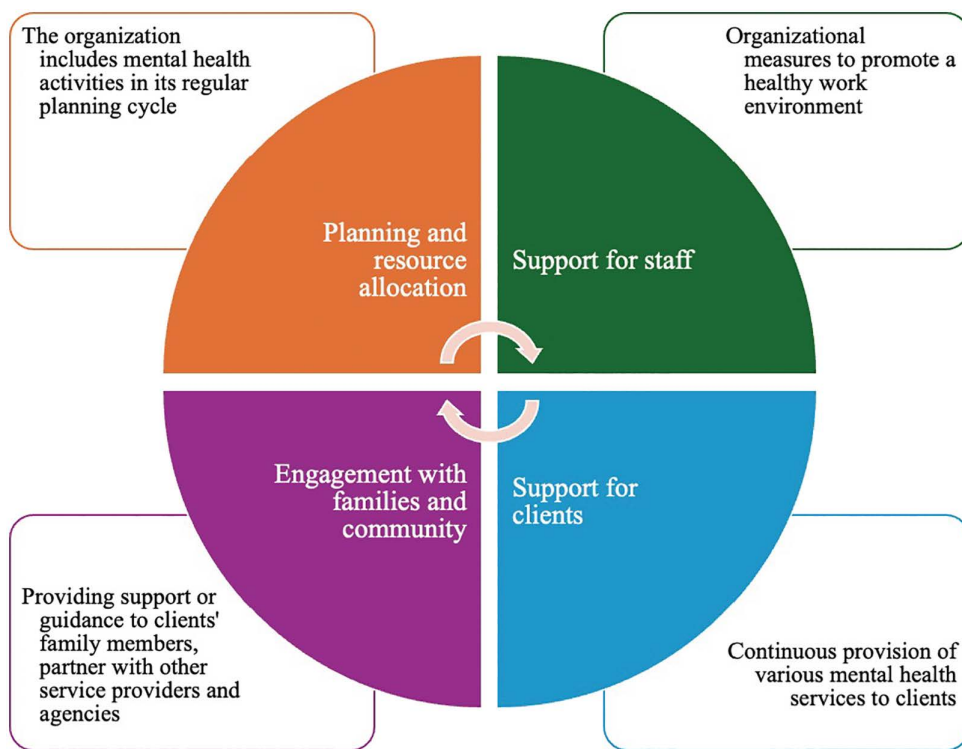 The organization
includes mental health
activities in its regular
planning cycle
Organizational
measures to promote a
healthy work
environment
Planning and
resource
allocation
Support for staff
Engagement with
families and
community
Support for
clients
Providing support or
guidance to clients'
family members,
partner with other
service providers and
agencies
Continuous provision of
various mental health
services to clients